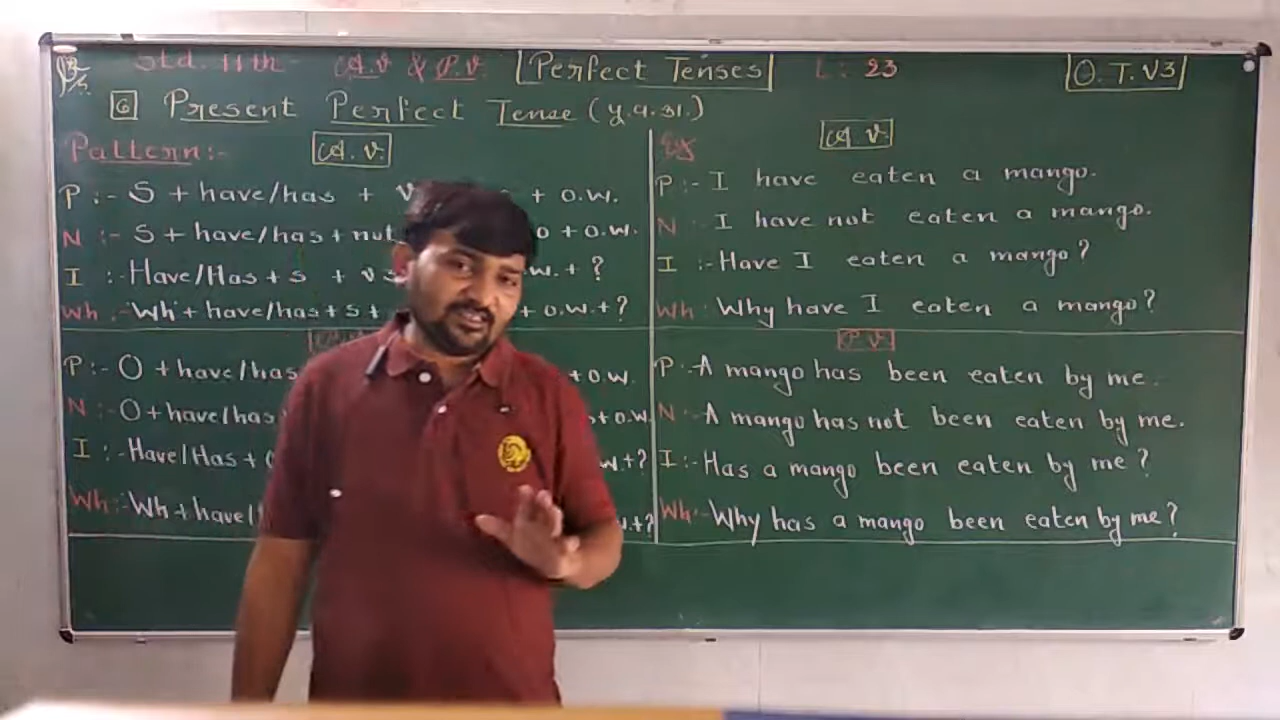 Std. 11th A.V & P.V. Perfect Tenses L: 23 O.T.V3
6 Present Perfect Tense (y.a.31.)
Pattern:- A.V.
P :- S + have/has + V + O.W.
N :- S + have/has + not O + O.W.
I :- Have/Has + S + V3 W. + ?
Wh :- Wh + have/has + S + + O.W. + ?
P :- O + have/has + O.W.
N :- O + have/has + O.W.
I :- Have/Has + W + ?
Wh :- Wh + have/ W. + ?
Eg A.V.
P :- I have eaten a mango.
N I have not eaten a mango.
I :- Have I eaten a mango?
Wh : Why have I eaten a mango?
P.V.
P :- A mango has been eaten by me.
N :- A mango has not been eaten by me.
I :- Has a mango been eaten by me?
Wh :- Why has a mango been eaten by me?